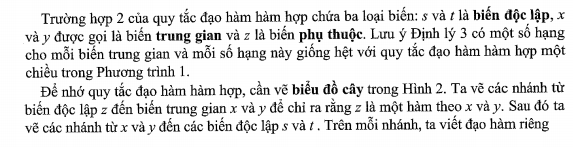 Trường hợp 2 của quy tắc đạo hàm hàm hợp chứa ba loại biến: s và t là biến độc lập, x
và y được gọi là biến trung gian và z là biến phụ thuộc. Lưu ý Định lý 3 có một số hạng
cho mỗi biến trung gian và mỗi số hạng này giống hệt với quy tắc đạo hàm hàm hợp một
chiều trong Phương trình 1.
Để nhớ quy tắc đạo hàm hàm hợp, cần vẽ biểu đồ cây trong Hình 2. Ta vẽ các nhánh từ
biến độc lập z đến biến trung gian x và y để chỉ ra rằng z là một hàm theo x và y. Sau đó ta
vẽ các nhánh từ x và y đến các biến độc lập s và t . Trên mỗi nhánh, ta viết đạo hàm riêng